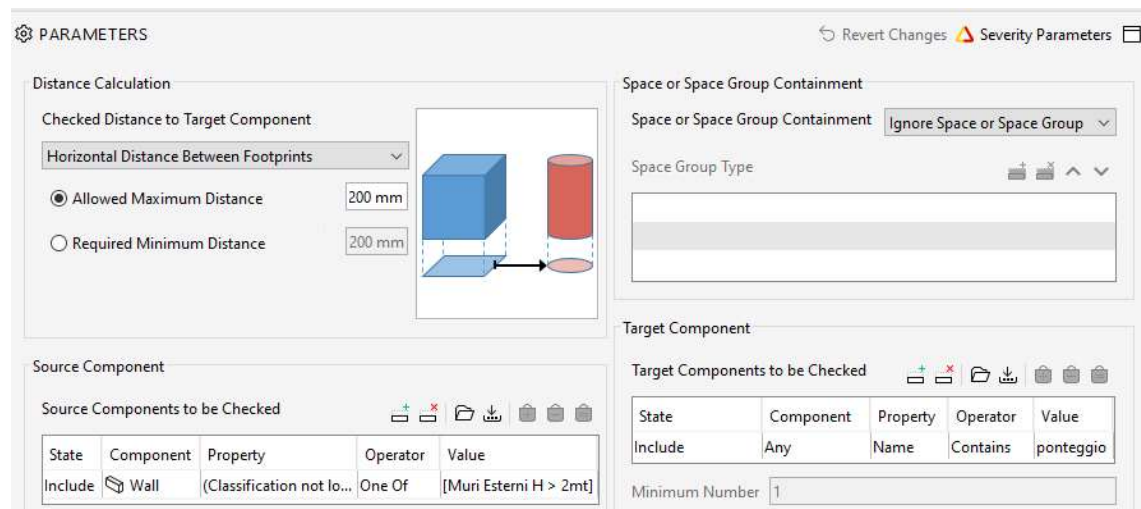 PARAMETERS
Revert Changes Severity Parameters
Distance Calculation
Checked Distance to Target Component
Horizontal Distance Between Footprints
Allowed Maximum Distance 200 mm
Required Minimum Distance 200 mm
Space or Space Group Containment
Space or Space Group Containment Ignore Space or Space Group
Space Group Type
Source Component
Source Components to be Checked
State Component Property Operator Value
Include Wall (Classification not lo... One Of [Muri Esterni H > 2mt]
Target Component
Target Components to be Checked
State Component Property Operator Value
Include Any Name Contains ponteggio
Minimum Number 1